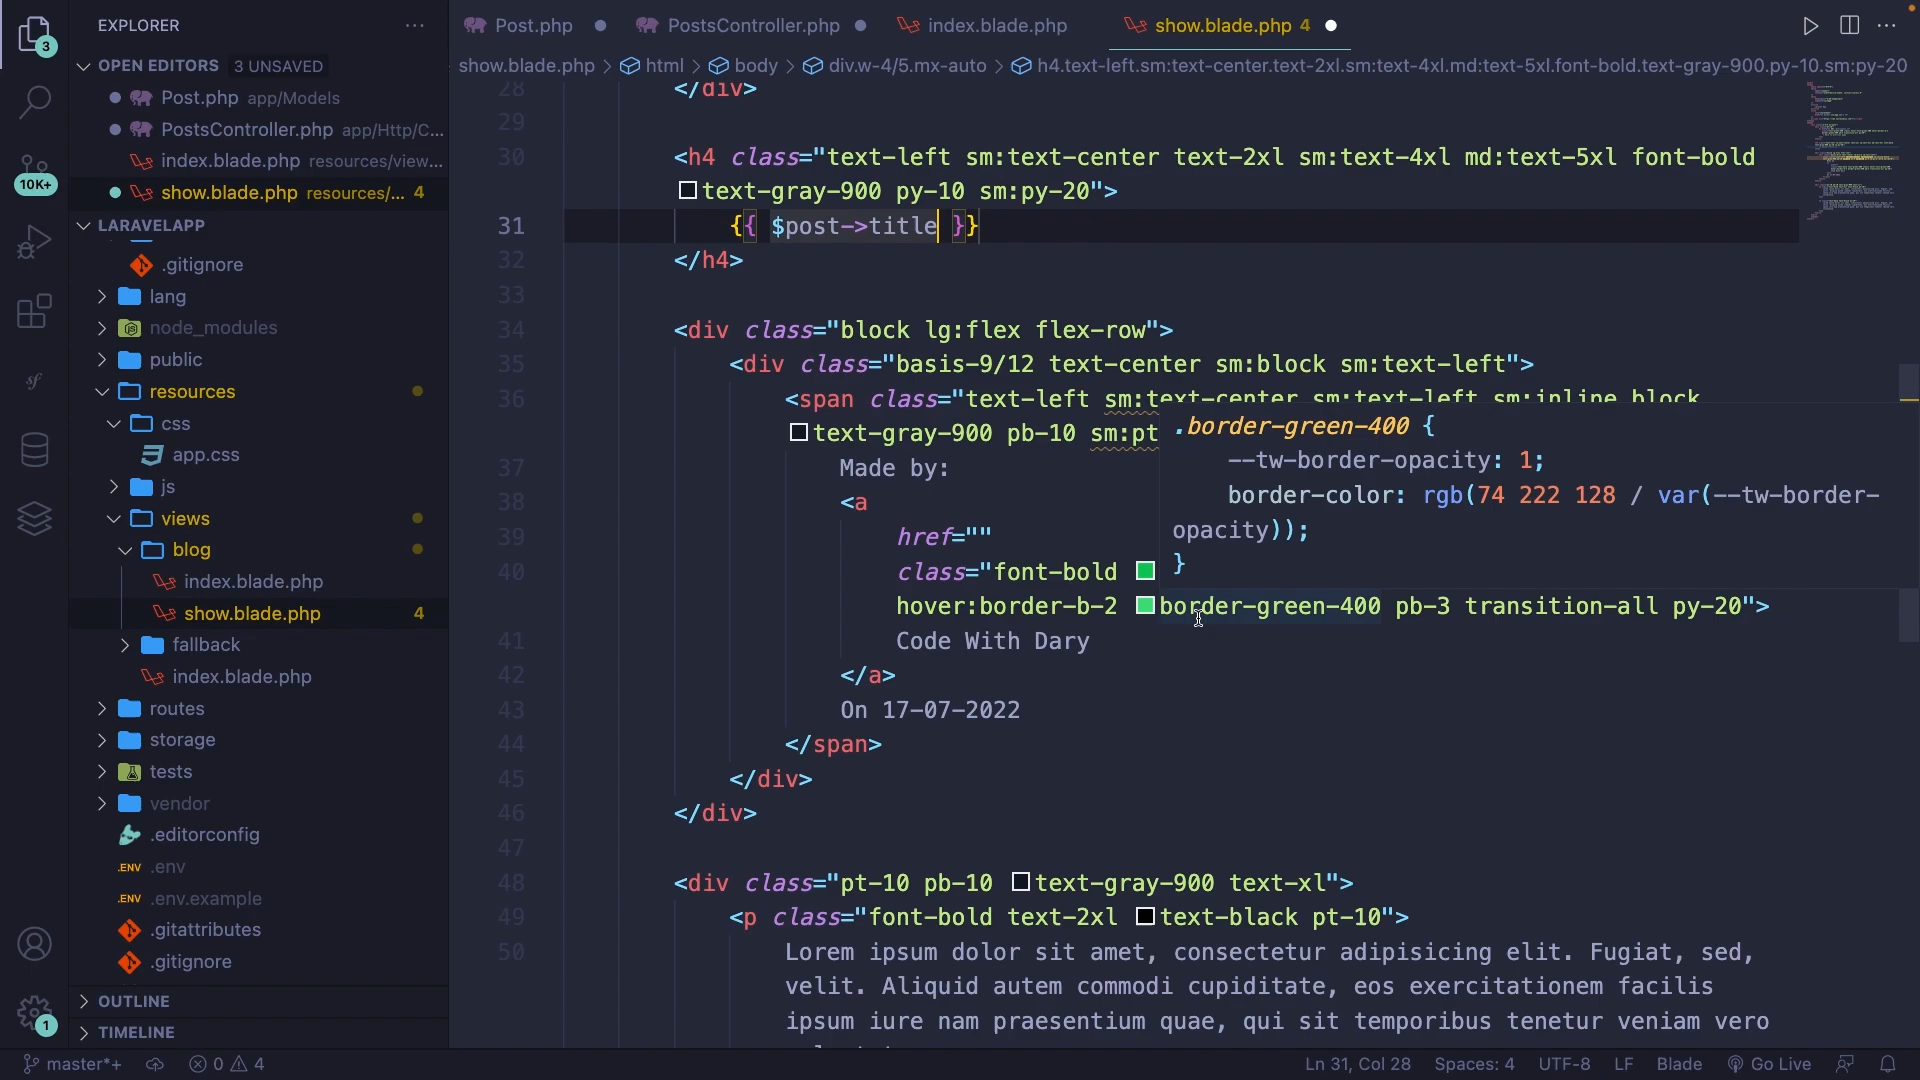 EXPLORER
Post.php
PostsController.php
index.blade.php
show.blade.php 4
3
OPEN EDITORS 3 UNSAVED
show.blade.php > html > body > div.w-4/5.mx-auto > h4.text-left.sm:text-center.text-2xl.sm:text-4xl.md:text-5xl.font-bold.text-gray-900.py-10.sm:py-20
Post.php app/Models
PostsController.php app/Http/C...
index.blade.php resources/view...
show.blade.php resources/... 4
10K+
LARAVELAPP
.gitignore
lang
node_modules
public
resources
css
app.css
js
views
blog
index.blade.php
show.blade.php 4
fallback
index.blade.php
routes
storage
tests
vendor
.editorconfig
.ENV .env
.ENV .env.example
.gitattributes
.gitignore
OUTLINE
TIMELINE
1
28 </div>
29
30 <h4 class="text-left sm:text-center text-2xl sm:text-4xl md:text-5xl font-bold
text-gray-900 py-10 sm:py-20">
31 {{ $post->title }}
32 </h4>
33
34 <div class="block lg:flex flex-row">
35 <div class="basis-9/12 text-center sm:block sm:text-left">
36 <span class="text-left sm:text-center sm:text-left sm:inline block
text-gray-900 pb-10 sm:pt
37 Made by:
38 <a
39 href=""
40 class="font-bold
hover:border-b-2 border-green-400 pb-3 transition-all py-20">
41 Code With Dary
42 </a>
43 On 17-07-2022
44 </span>
45 </div>
46 </div>
47
48 <div class="pt-10 pb-10 text-gray-900 text-xl">
49 <p class="font-bold text-2xl text-black pt-10">
50 Lorem ipsum dolor sit amet, consectetur adipisicing elit. Fugiat, sed,
velit. Aliquid autem commodi cupiditate, eos exercitationem facilis
ipsum iure nam praesentium quae, qui sit temporibus tenetur veniam vero
.border-green-400 {
--tw-border-opacity: 1;
border-color: rgb(74 222 128 / var(--tw-border-
opacity));
}
master*+ 0 4
Ln 31, Col 28 Spaces: 4 UTF-8 LF Blade Go Live